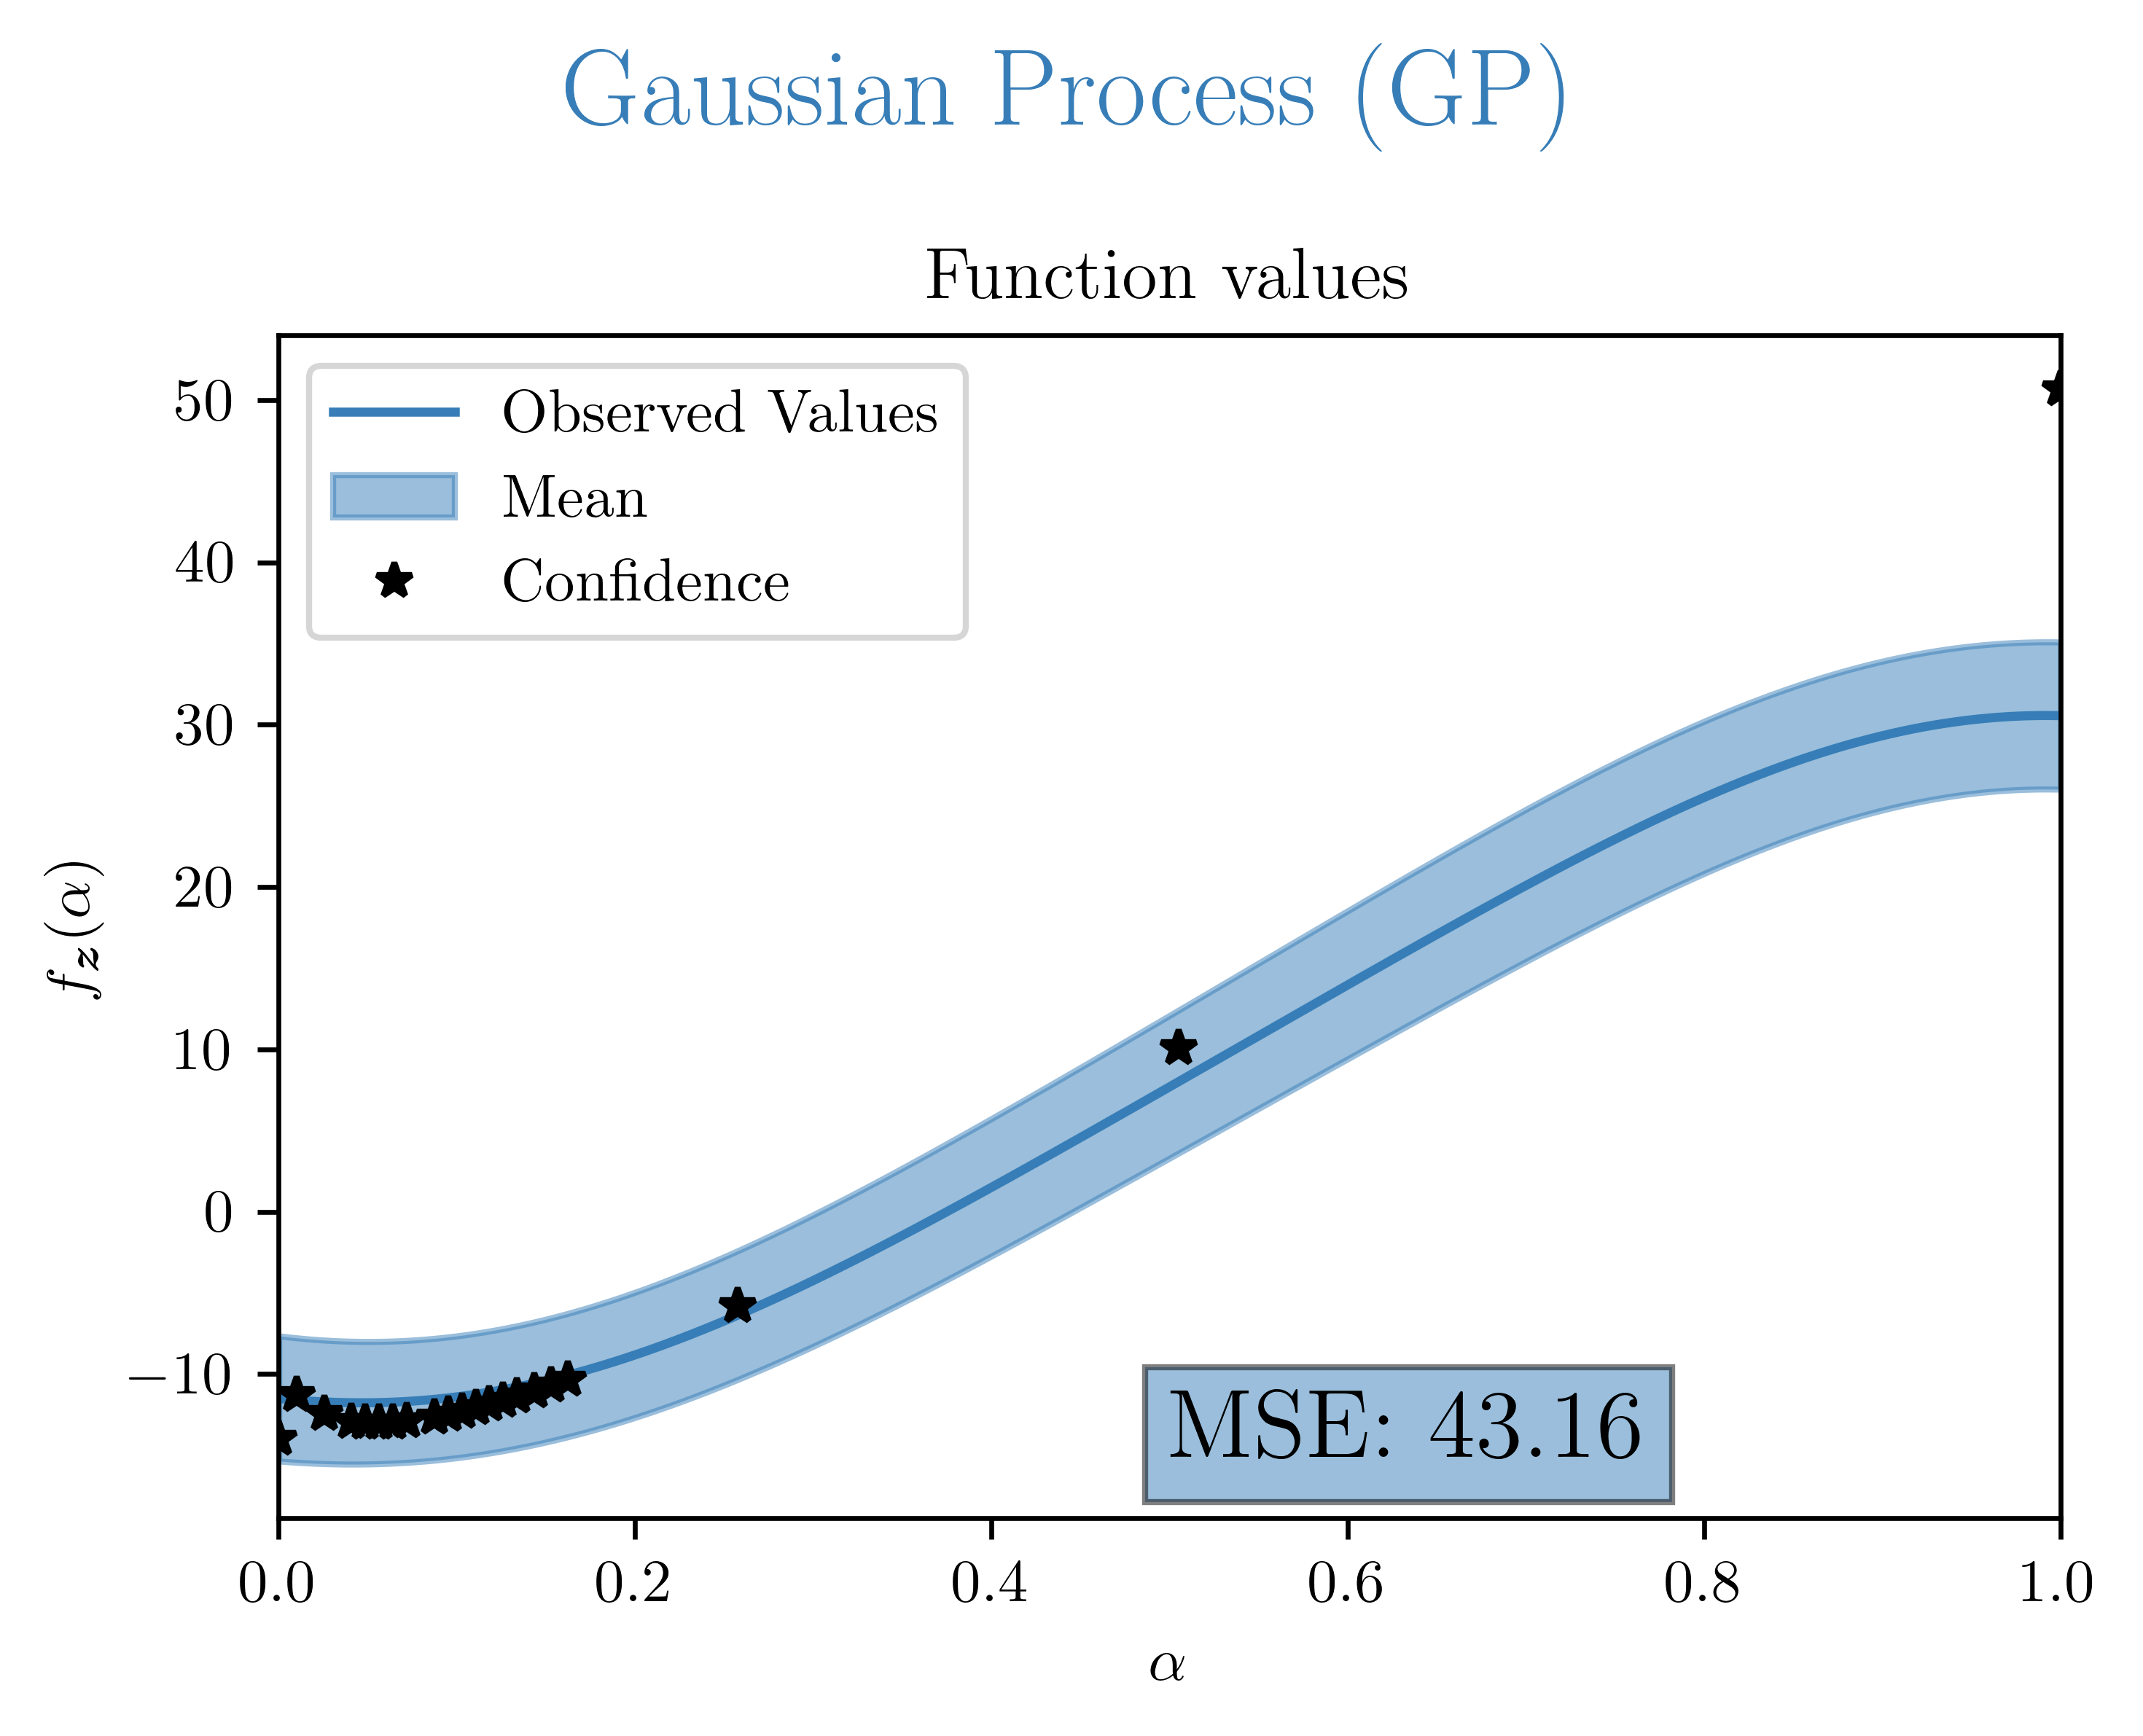 Gaussian Process (GP)
Function values
Observed Values
Mean
Confidence
50
40
30
20
10
0
−10
f_z(α)
MSE: 43.16
0.0 0.2 0.4 0.6 0.8 1.0
α